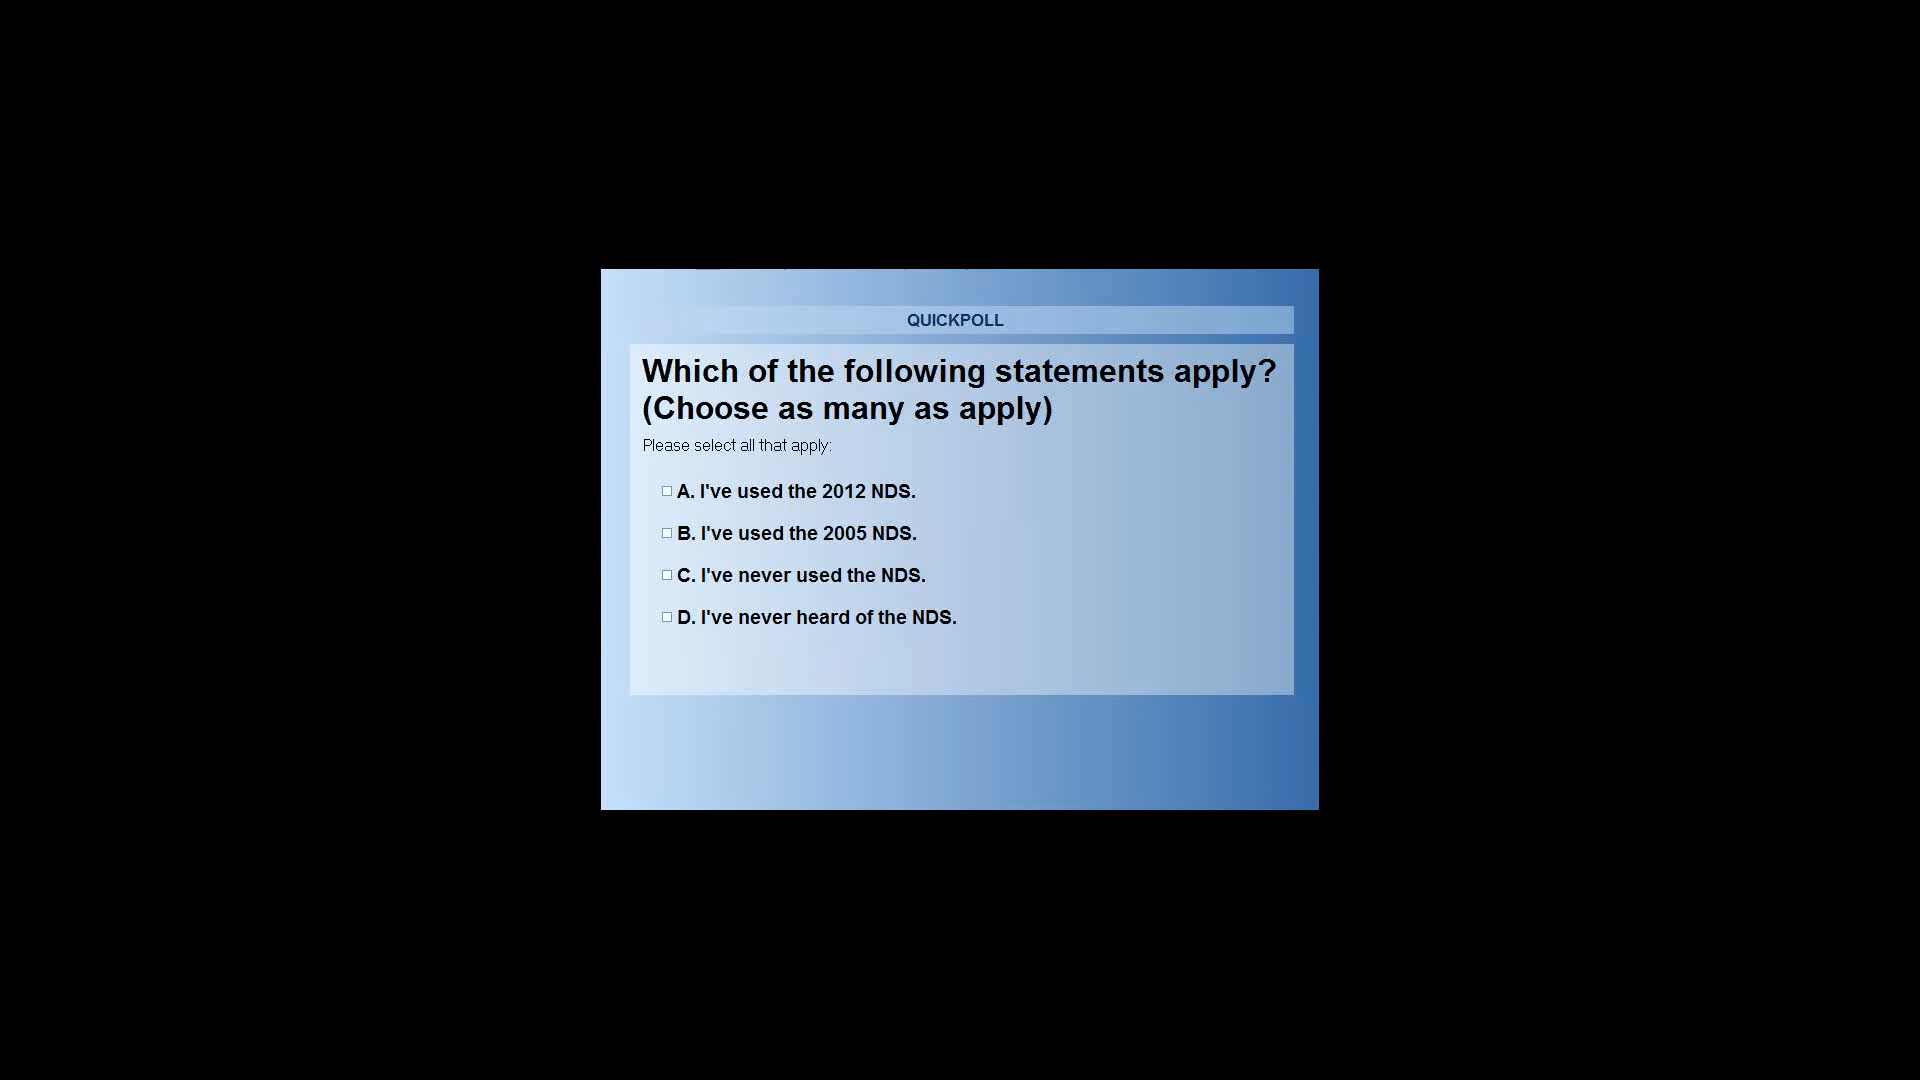 QUICKPOLL
Which of the following statements apply?
(Choose as many as apply)
Please select all that apply:
A. I've used the 2012 NDS.
B. I've used the 2005 NDS.
C. I've never used the NDS.
D. I've never heard of the NDS.